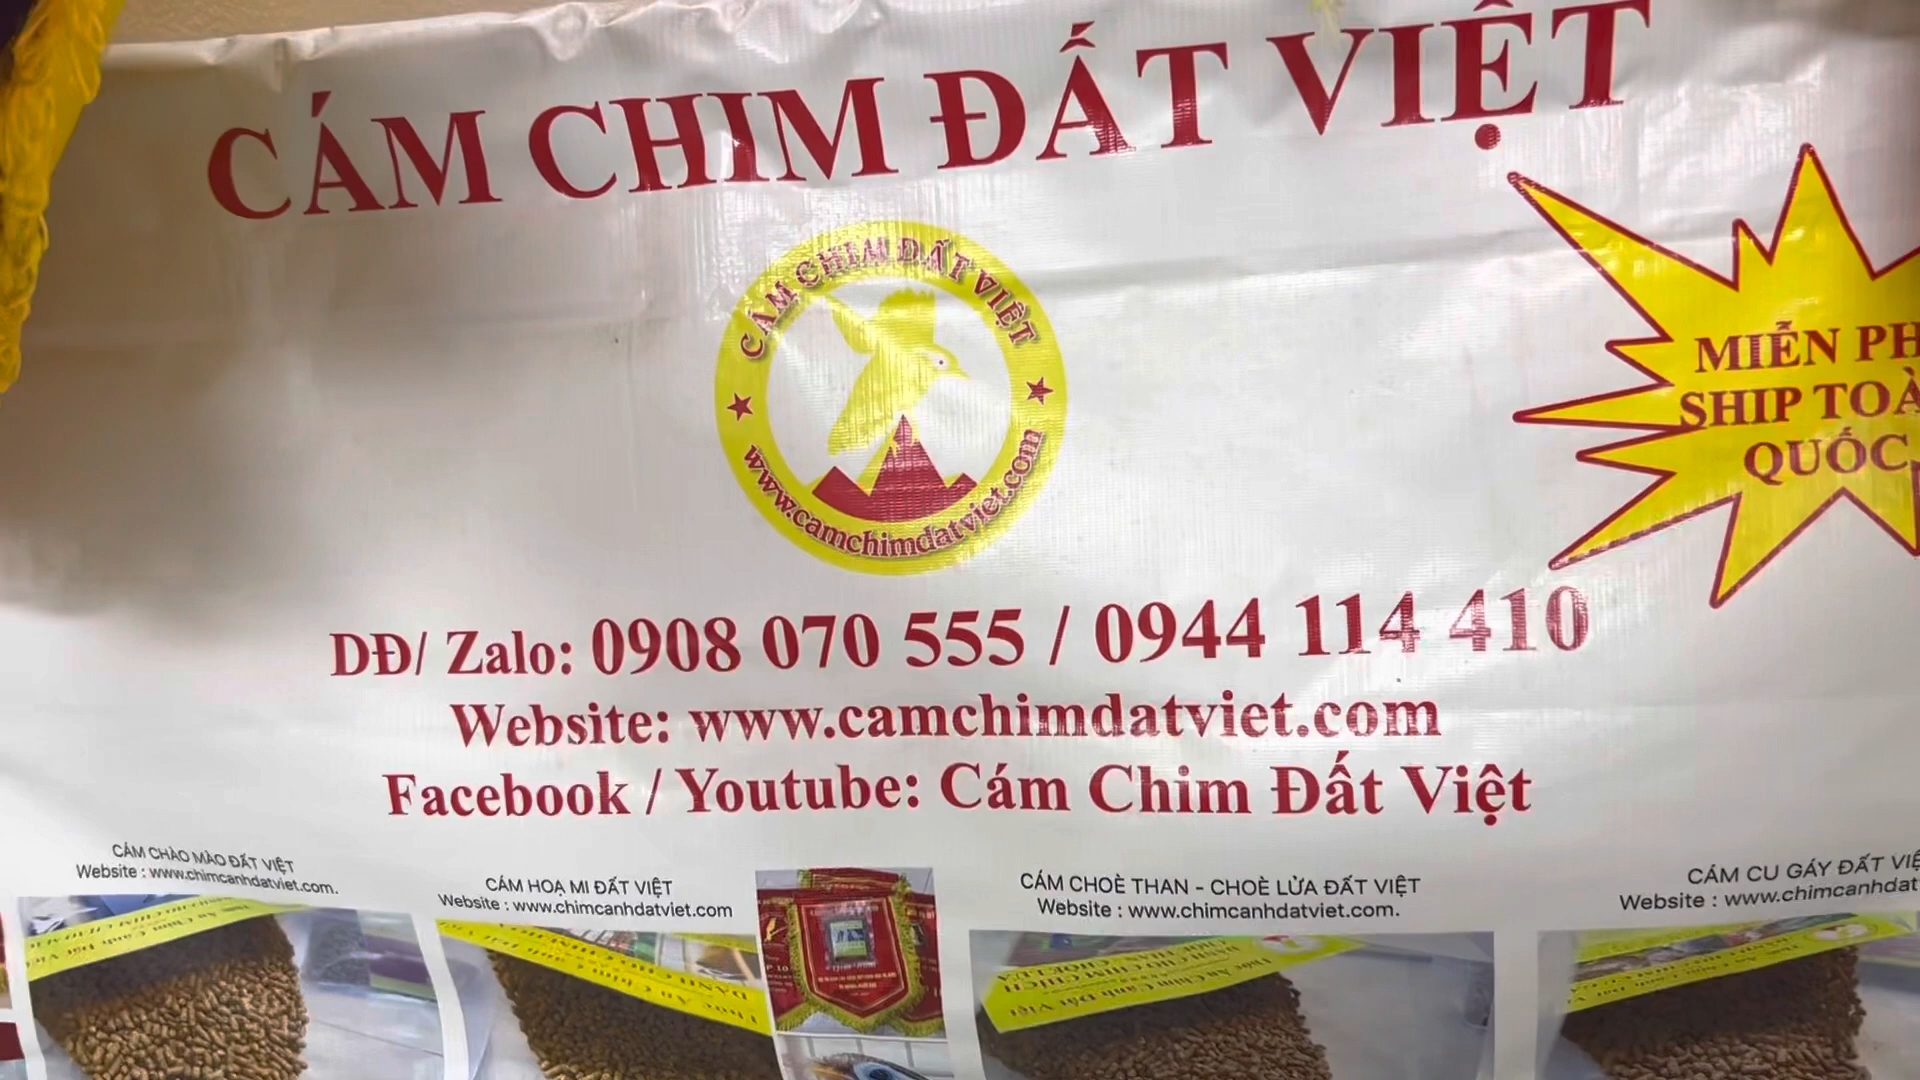 CÁM CHIM ĐẤT VIỆT
CÁM CHIM ĐẤT VIỆT
www.camchimdatviet.com
MIỄN PH
SHIP TOÀ
QUỐC
DĐ/ Zalo: 0908 070 555 / 0944 114 410
Website: www.camchimdatviet.com
Facebook / Youtube: Cám Chim Đất Việt
CÁM CHÀO MÀO ĐẤT VIỆT
Website : www.chimcanhdatviet.com.
CÁM HOẠ MI ĐẤT VIỆT
Website : www.chimcanhdatviet.com
CÁM CHOÈ THAN - CHOÈ LỬA ĐẤT VIỆT
Website : www.chimcanhdatviet.com.
CÁM CU GÁY ĐẤT VIỆ
Website : www.chimcanhdat